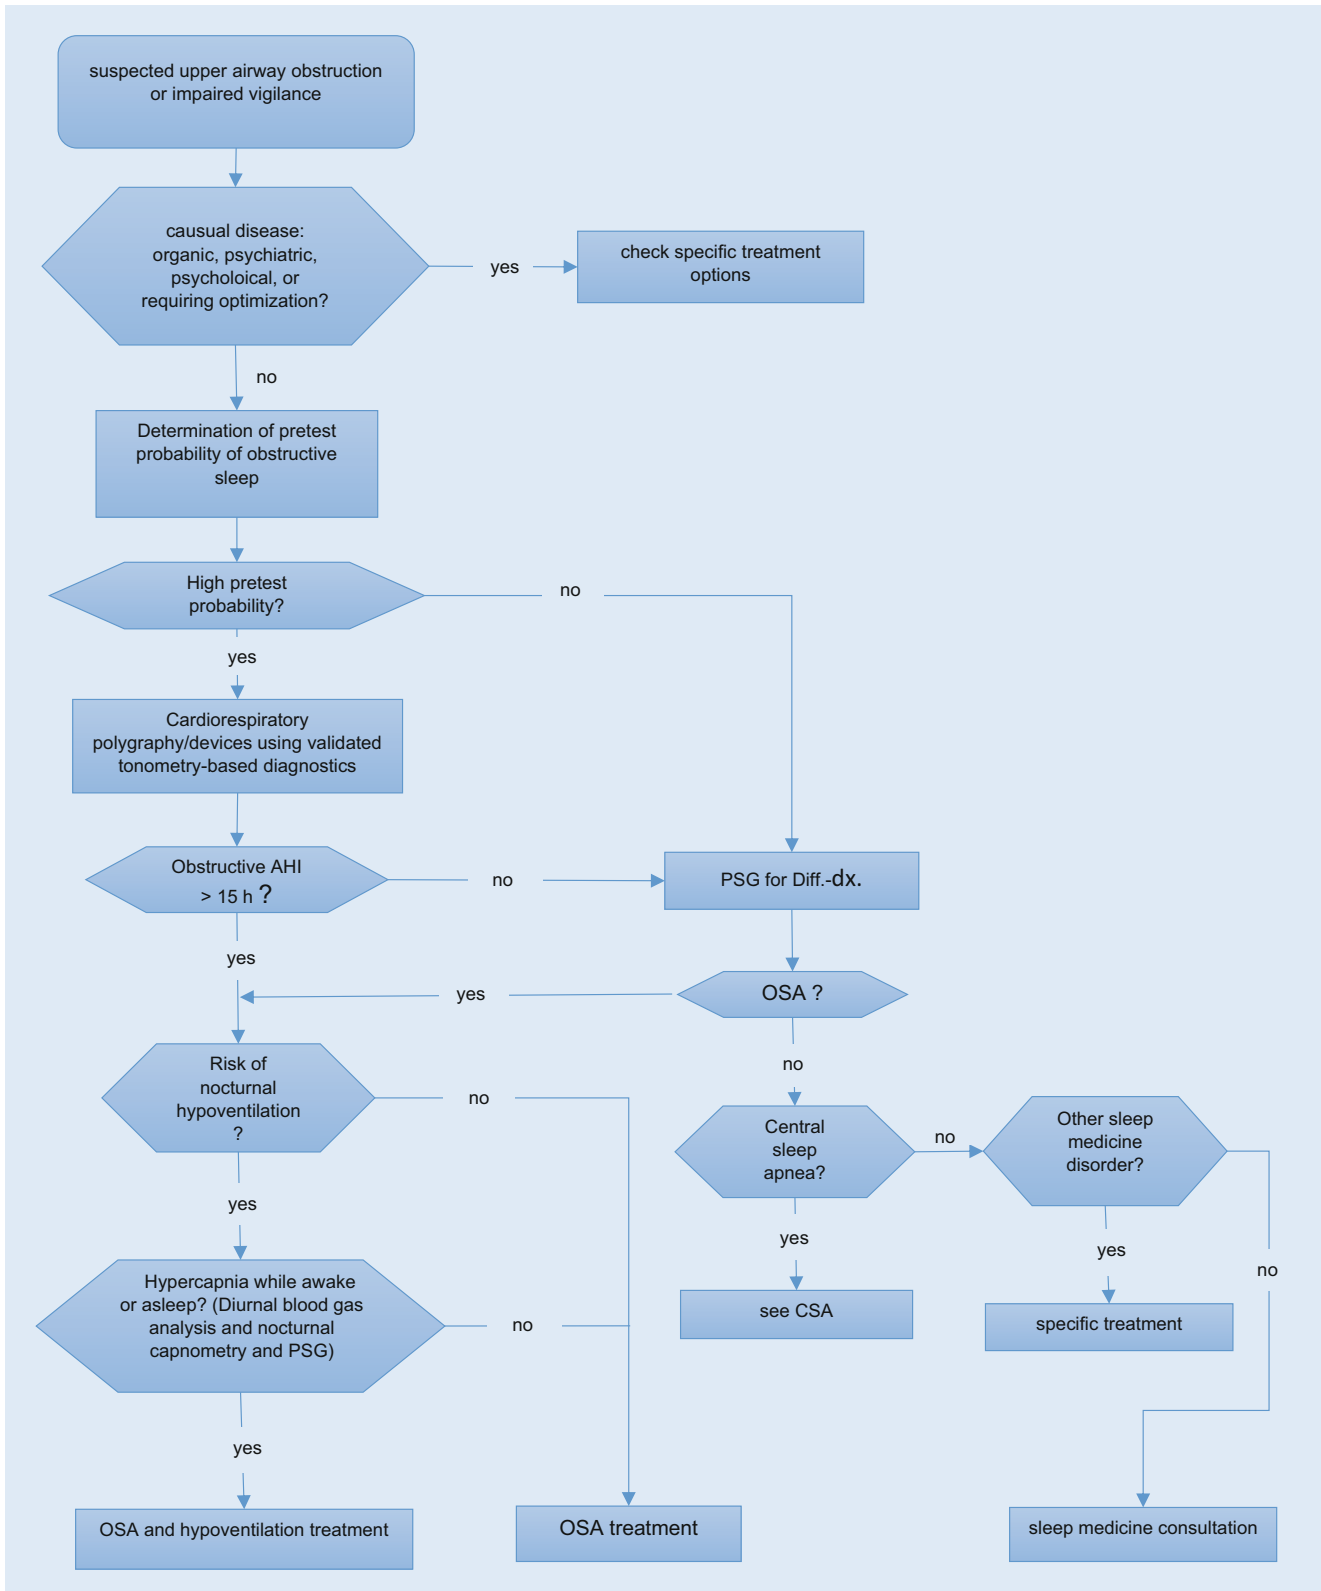 suspected upper airway obstruction
or impaired vigilance
causual disease:
organic, psychiatric,
psycholoical, or
requiring optimization?
yes
check specific treatment
options
no
Determination of pretest
probability of obstructive
sleep
High pretest
probability?
no
yes
Cardiorespiratory
polygraphy/devices using validated
tonometry-based diagnostics
Obstructive AHI
> 15 h ?
no
PSG for Diff.-dx.
yes
OSA ?
yes
no
Risk of
nocturnal
hypoventilation
?
no
Central
sleep
apnea?
no
Other sleep
medicine
disorder?
yes
yes
yes
no
Hypercapnia while awake
or asleep? (Diurnal blood gas
analysis and nocturnal
capnometry and PSG)
no
see CSA
specific treatment
yes
OSA and hypoventilation treatment
OSA treatment
sleep medicine consultation